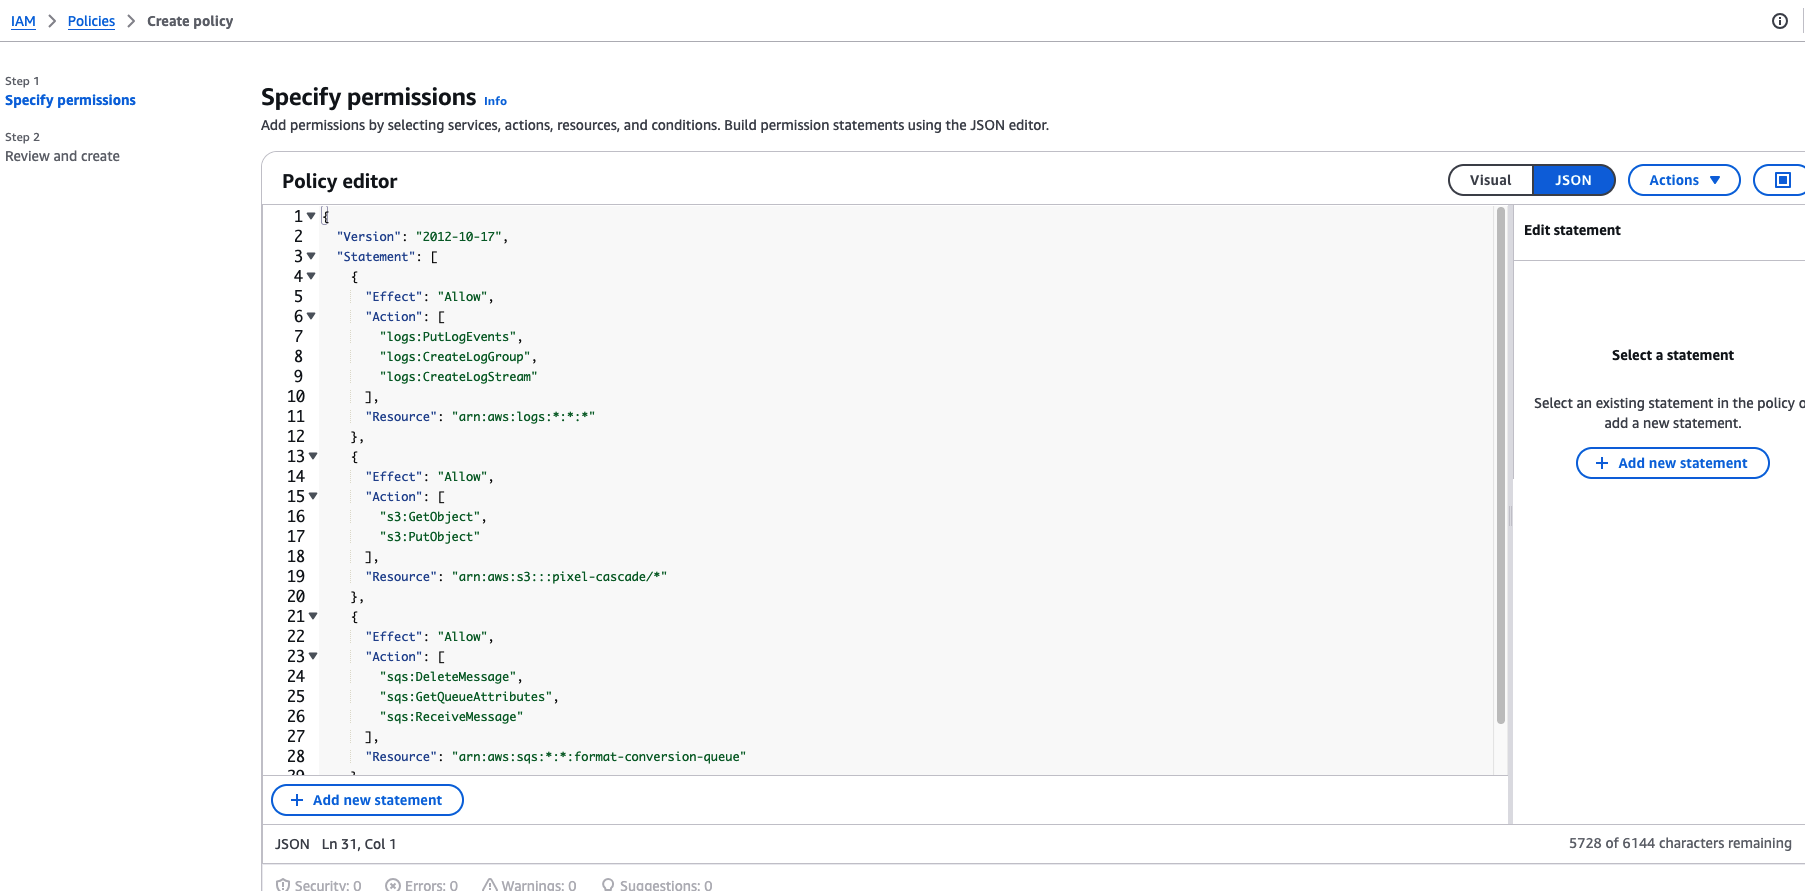 IAM > Policies > Create policy
Step 1
Specify permissions
Step 2
Review and create
Specify permissions Info
Add permissions by selecting services, actions, resources, and conditions. Build permission statements using the JSON editor.
Policy editor
Visual JSON Actions
1 {
2 "Version": "2012-10-17",
3 "Statement": [
4 {
5 "Effect": "Allow",
6 "Action": [
7 "logs:PutLogEvents",
8 "logs:CreateLogGroup",
9 "logs:CreateLogStream"
10 ],
11 "Resource": "arn:aws:logs:*:*:*"
12 },
13 {
14 "Effect": "Allow",
15 "Action": [
16 "s3:GetObject",
17 "s3:PutObject"
18 ],
19 "Resource": "arn:aws:s3:::pixel-cascade/*"
20 },
21 {
22 "Effect": "Allow",
23 "Action": [
24 "sqs:DeleteMessage",
25 "sqs:GetQueueAttributes",
26 "sqs:ReceiveMessage"
27 ],
28 "Resource": "arn:aws:sqs:*:*:format-conversion-queue"
29 }
+ Add new statement
Edit statement
Select a statement
Select an existing statement in the policy o
add a new statement.
+ Add new statement
JSON Ln 31, Col 1
5728 of 6144 characters remaining
Security: 0 Errors: 0 Warnings: 0 Suggestions: 0